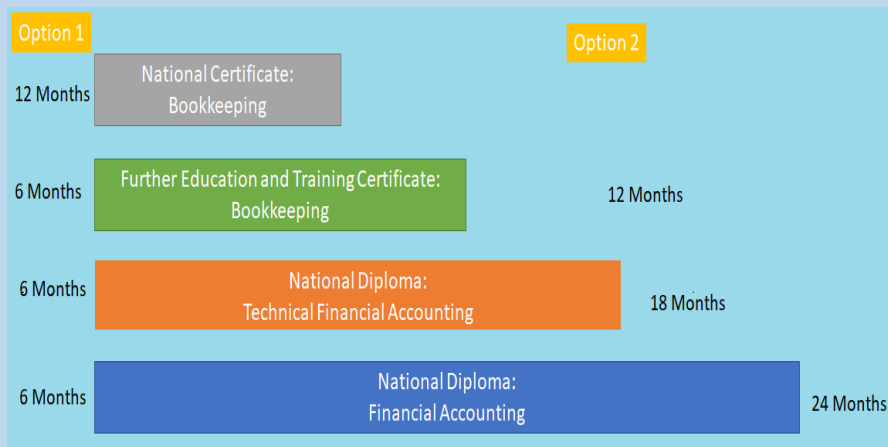 Option 1
Option 2
12 Months
National Certificate:
Bookkeeping
6 Months
Further Education and Training Certificate:
Bookkeeping
12 Months
6 Months
National Diploma:
Technical Financial Accounting
18 Months
6 Months
National Diploma:
Financial Accounting
24 Months